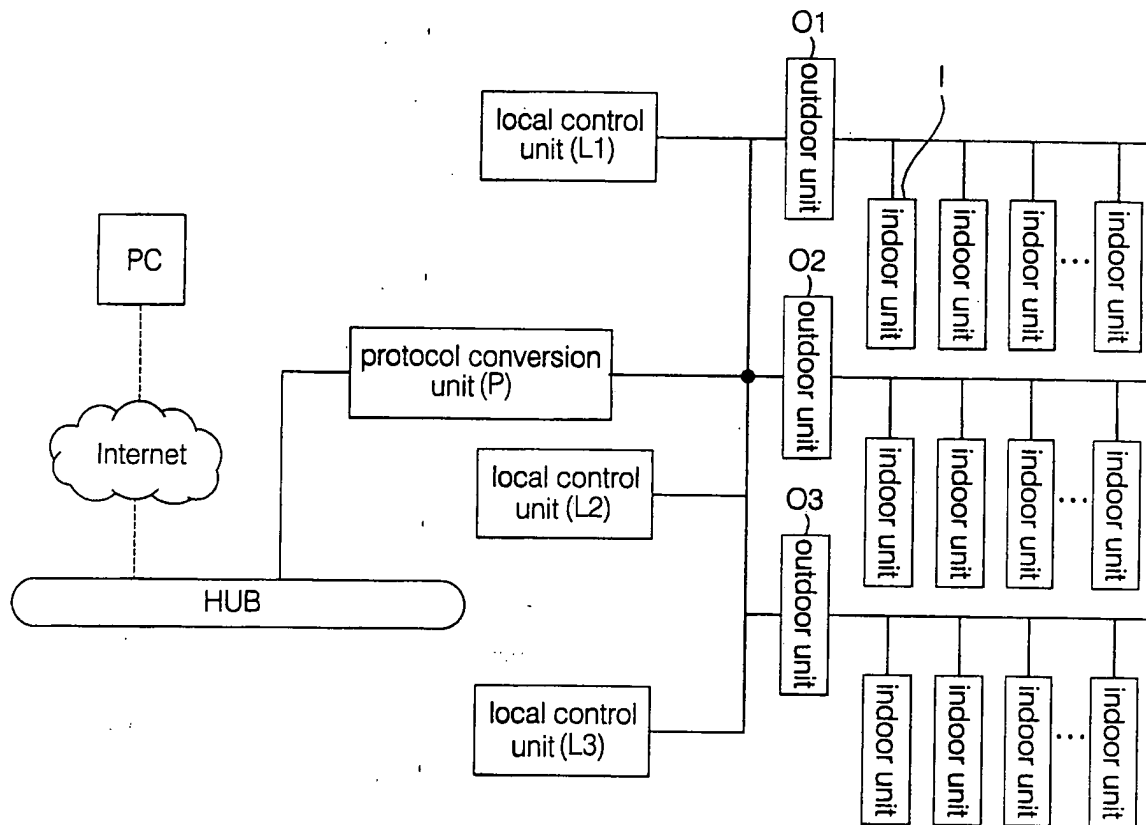 O1
outdoor unit
I
local control
unit (L1)
indoor unit
indoor unit
indoor unit
...
indoor unit
PC
O2
outdoor unit
protocol conversion
unit (P)
Internet
indoor unit
indoor unit
indoor unit
...
indoor unit
local control
unit (L2)
O3
outdoor unit
HUB
local control
unit (L3)
indoor unit
indoor unit
indoor unit
...
indoor unit